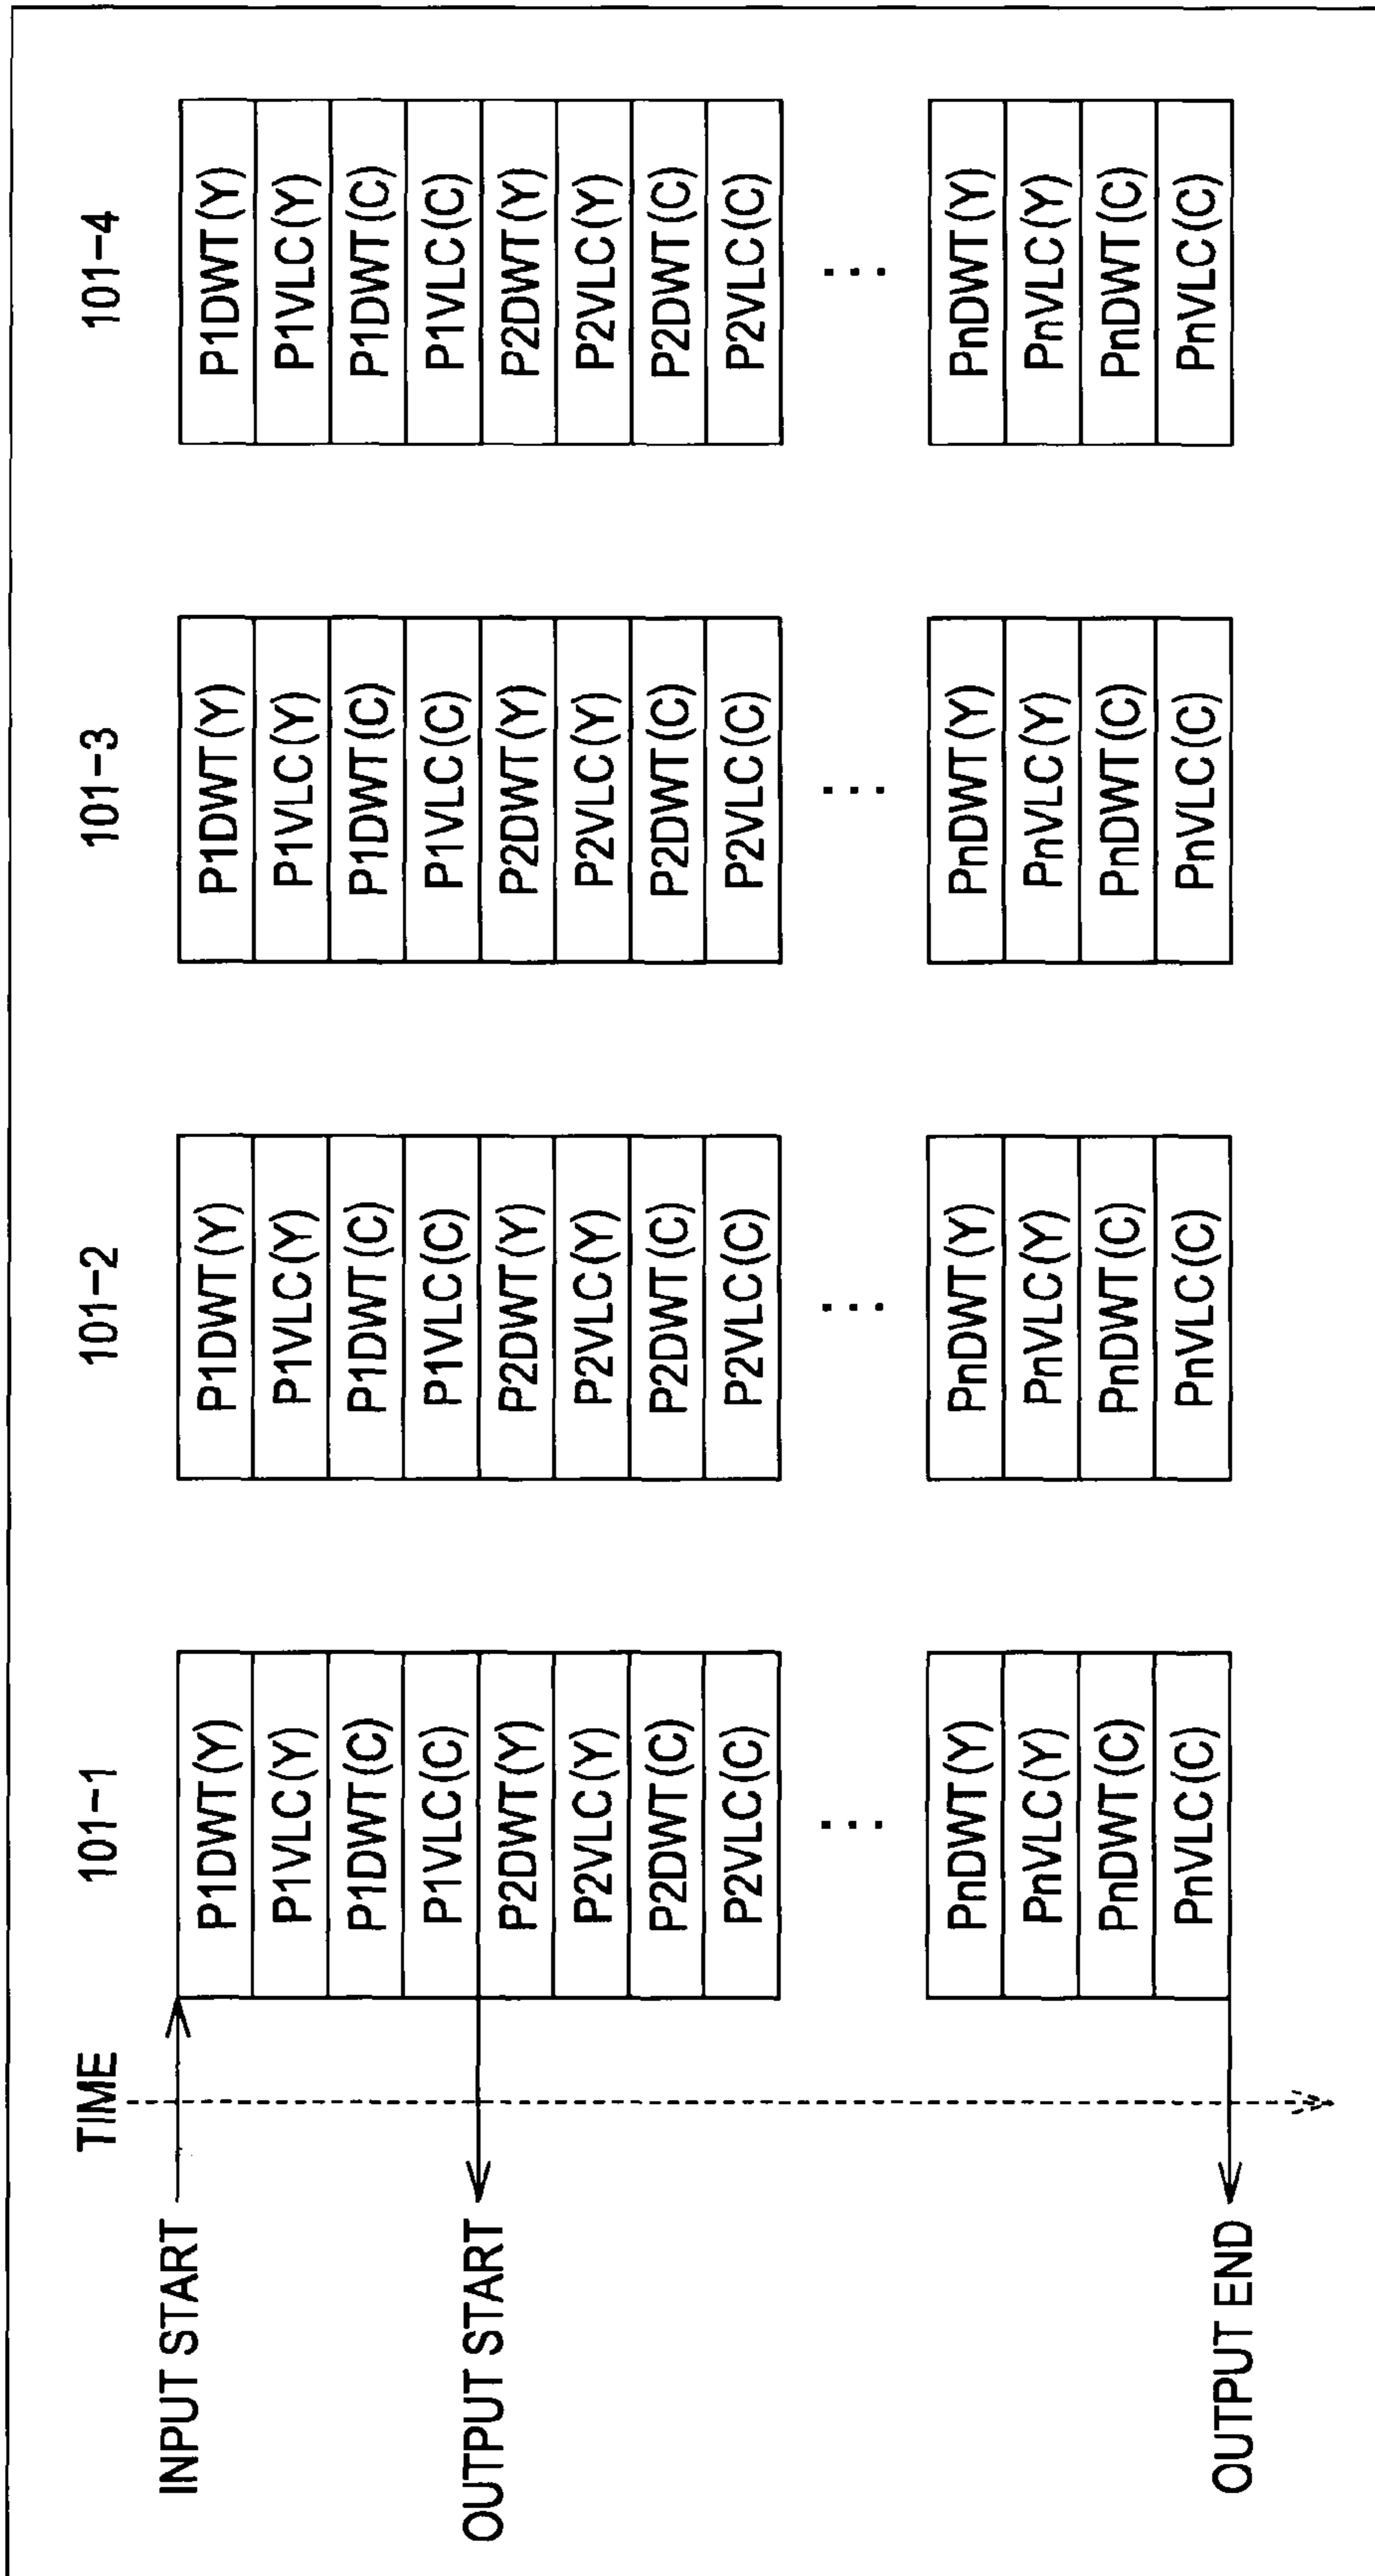 TIME
101-1
101-2
101-3
101-4
INPUT START
P1DWT(Y)
P1DWT(Y)
P1DWT(Y)
P1DWT(Y)
P1VLC(Y)
P1VLC(Y)
P1VLC(Y)
P1VLC(Y)
P1DWT(C)
P1DWT(C)
P1DWT(C)
P1DWT(C)
P1VLC(C)
P1VLC(C)
P1VLC(C)
P1VLC(C)
OUTPUT START
P2DWT(Y)
P2DWT(Y)
P2DWT(Y)
P2DWT(Y)
P2VLC(Y)
P2VLC(Y)
P2VLC(Y)
P2VLC(Y)
P2DWT(C)
P2DWT(C)
P2DWT(C)
P2DWT(C)
P2VLC(C)
P2VLC(C)
P2VLC(C)
P2VLC(C)
...
...
...
...
PnDWT(Y)
PnDWT(Y)
PnDWT(Y)
PnDWT(Y)
PnVLC(Y)
PnVLC(Y)
PnVLC(Y)
PnVLC(Y)
PnDWT(C)
PnDWT(C)
PnDWT(C)
PnDWT(C)
PnVLC(C)
PnVLC(C)
PnVLC(C)
PnVLC(C)
OUTPUT END